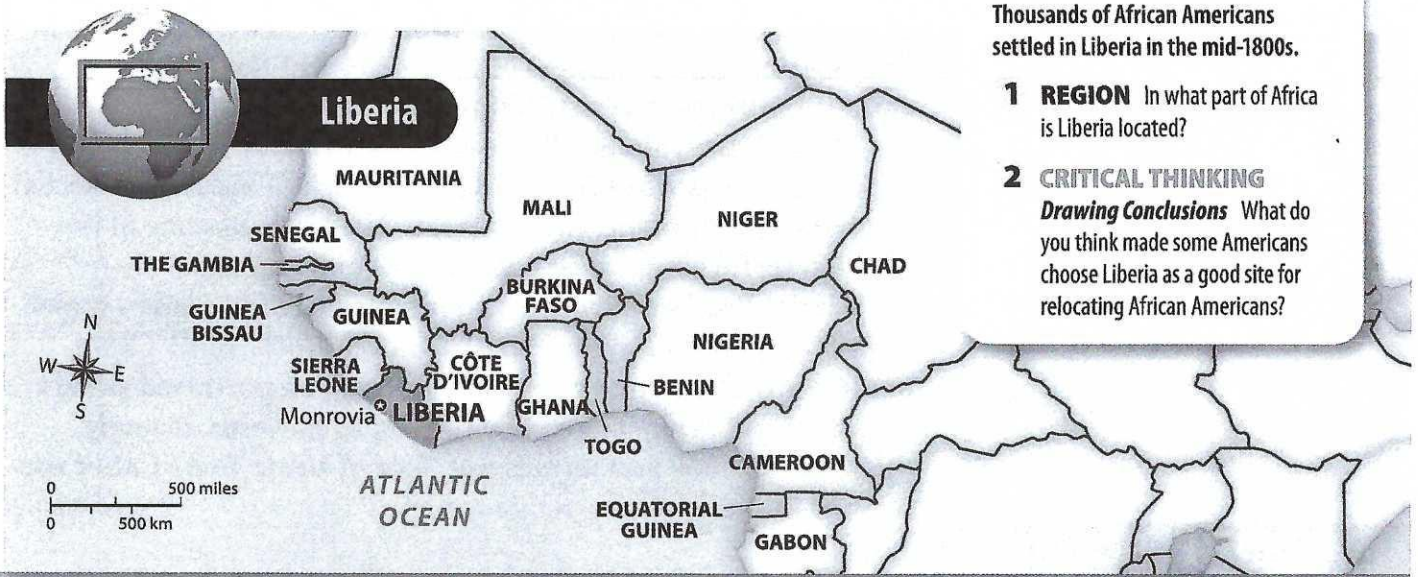 Liberia
Thousands of African Americans
settled in Liberia in the mid-1800s.
1 REGION In what part of Africa
is Liberia located?
2 CRITICAL THINKING
Drawing Conclusions What do
you think made some Americans
choose Liberia as a good site for
relocating African Americans?
MAURITANIA
MALI
NIGER
CHAD
SENEGAL
THE GAMBIA
GUINEA
BISSAU
GUINEA
BURKINA
FASO
NIGERIA
SIERRA
LEONE
CÔTE
D'IVOIRE
BENIN
Monrovia
LIBERIA
GHANA
TOGO
CAMEROON
EQUATORIAL
GUINEA
GABON
ATLANTIC
OCEAN
N
W
E
S
0 500 miles
0 500 km